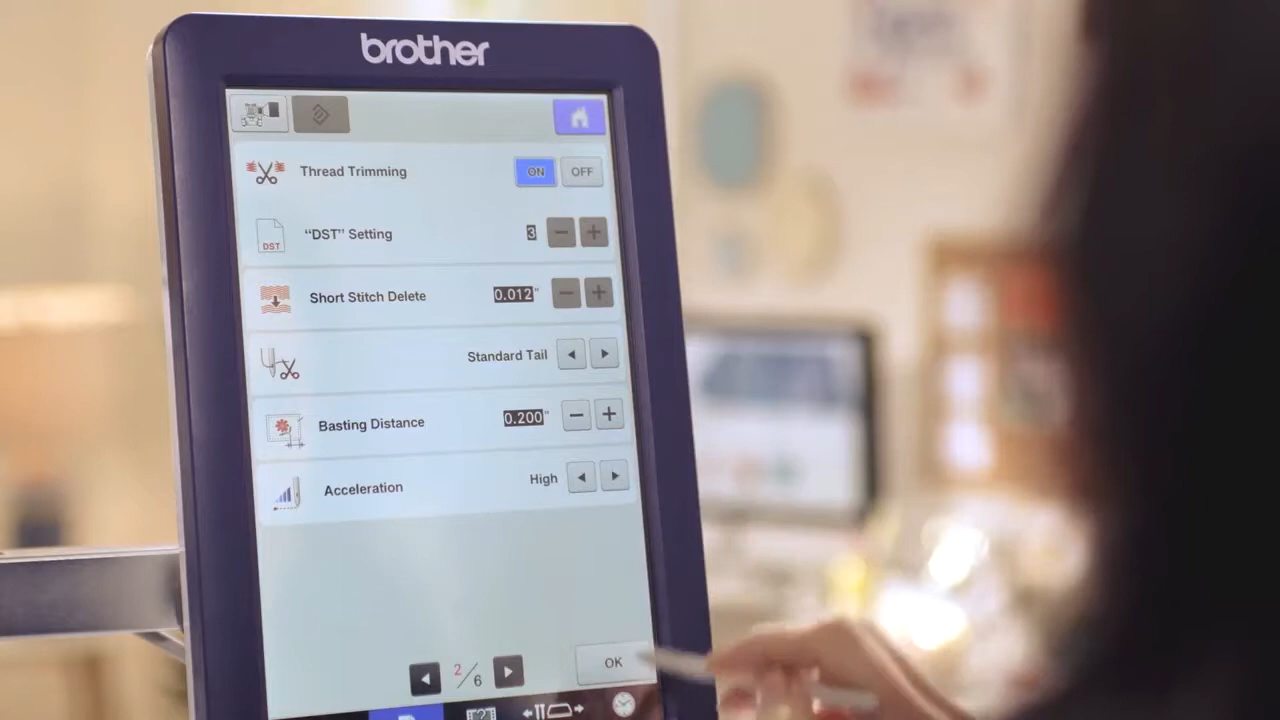 brother
Thread Trimming ON OFF
“DST” Setting 3 − +
DST
Short Stitch Delete 0.012" − +
Standard Tail
Basting Distance 0.200" − +
Acceleration High
2/6
OK